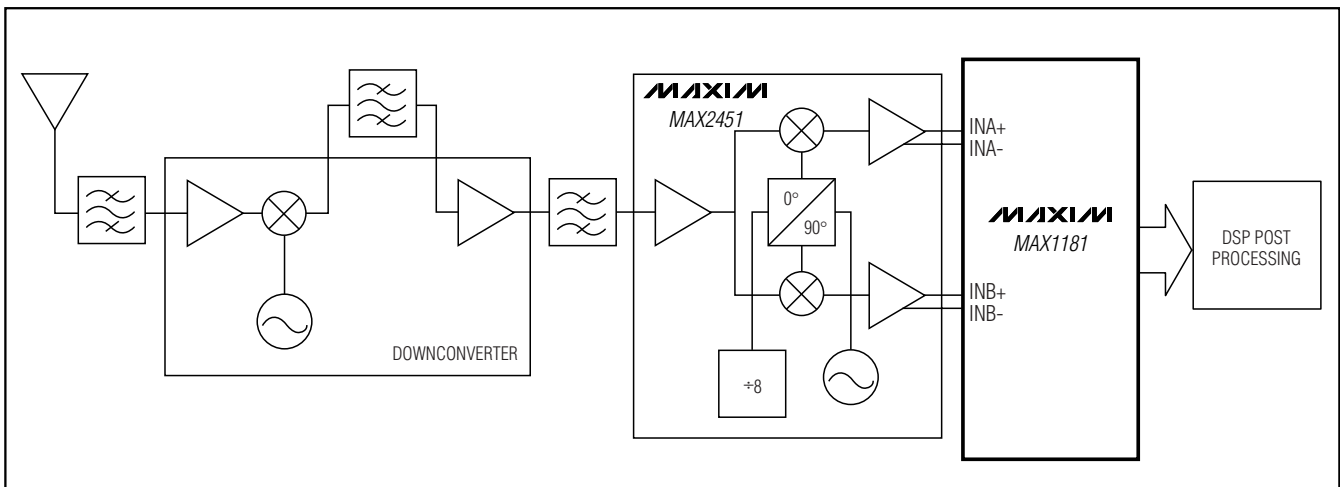 DOWNCONVERTER
MAXIM
MAX2451
0°
90°
÷8
INA+
INA-
MAXIM
MAX1181
INB+
INB-
DSP POST
PROCESSING